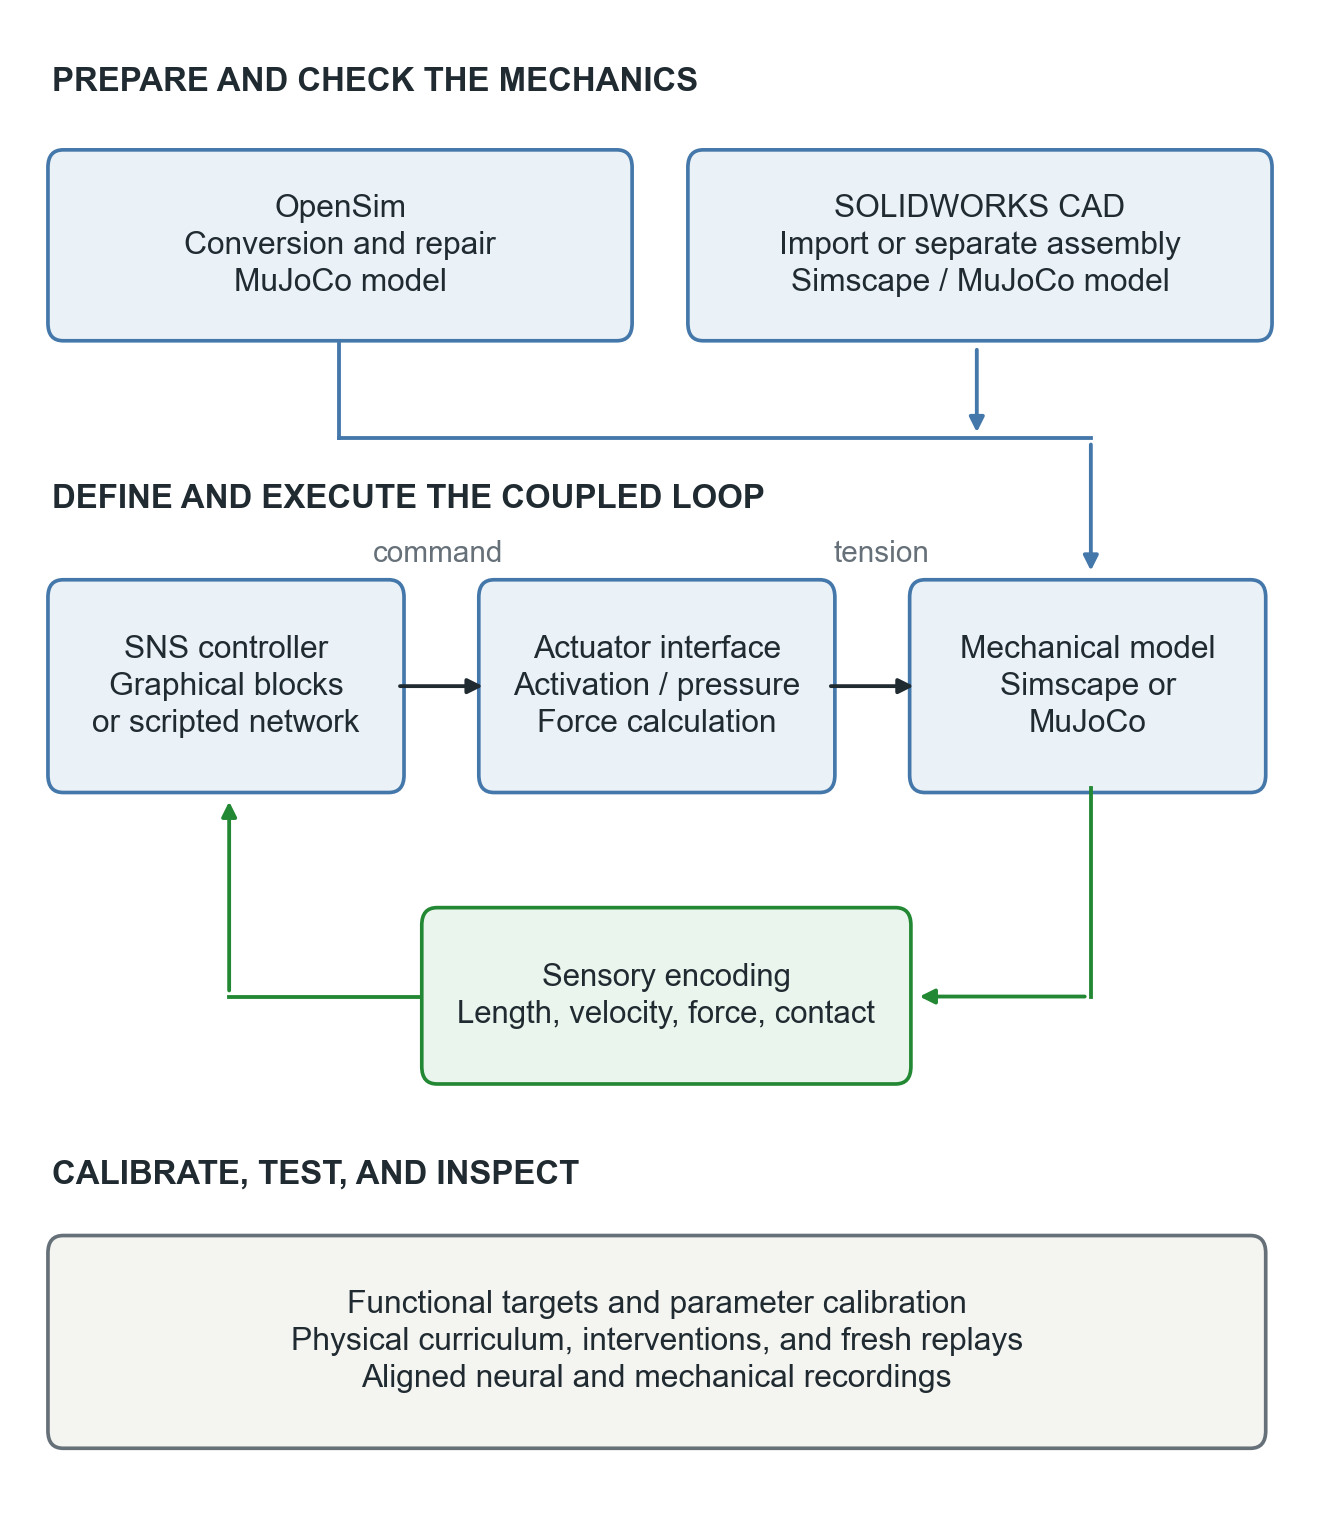 PREPARE AND CHECK THE MECHANICS
OpenSim
Conversion and repair
MuJoCo model
SOLIDWORKS CAD
Import or separate assembly
Simscape / MuJoCo model
DEFINE AND EXECUTE THE COUPLED LOOP
command
tension
SNS controller
Graphical blocks
or scripted network
Actuator interface
Activation / pressure
Force calculation
Mechanical model
Simscape or
MuJoCo
Sensory encoding
Length, velocity, force, contact
CALIBRATE, TEST, AND INSPECT
Functional targets and parameter calibration
Physical curriculum, interventions, and fresh replays
Aligned neural and mechanical recordings